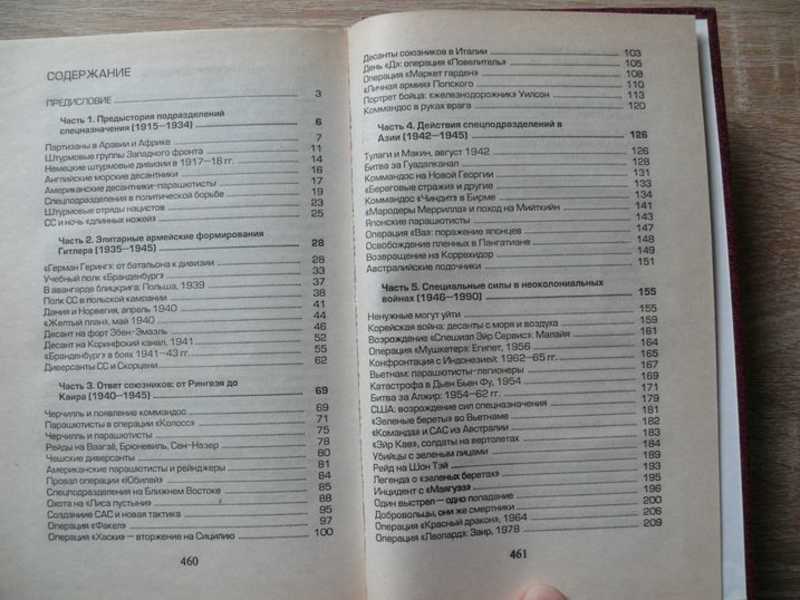 СОДЕРЖАНИЕ
ПРЕДИСЛОВИЕ 3
Часть 1. Предыстория подразделений
спецназначения (1915–1934) 6
Партизаны в Аравии и Африке 7
Штурмовые группы Западного фронта 11
Немецкие штурмовые дивизии в 1917–18 гг. 14
Английские морские десантники 16
Американские десантники-парашютисты 17
Спецподразделения в политической борьбе 19
Штурмовые отряды нацистов 23
СС и ночь «длинных ножей» 25
Часть 2. Элитарные армейские формирования
Гитлера (1935–1945) 28
«Герман Геринг»: от батальона к дивизии 28
Учебный полк «Бранденбург» 33
В авангарде блицкрига: Польша, 1939 37
Полк СС в польской кампании 38
Дания и Норвегия, апрель 1940 41
«Желтый план», май 1940 44
Десант на форт Эбен-Эмаэль 46
Десант на Коринфский канал, 1941 52
«Бранденбург» в боях 1941–43 гг. 55
Диверсанты СС и Скорцени 62
Часть 3. Ответ союзников: от Рингвэя до
Каира (1940–1945) 69
Черчилль и появление коммандос 69
Парашютисты в операции «Колосс» 71
Черчилль и парашютисты 75
Рейды на Ваагай, Брюневиль, Сен-Назер 78
Чешские диверсанты 80
Американские парашютисты и рейнджеры 81
Провал операции «Юбилей» 84
Спецподразделения на Ближнем Востоке 85
Охота на «Лиса пустыни» 88
Создание САС и новая тактика 95
Операция «Факел» 97
Операция «Хаски» – вторжение на Сицилию 100
460
Десанты союзников в Италии 103
День «Д»: операция «Повелитель» 105
Операция «Маркет гарден» 108
«Личная армия» Попского 110
Портрет бойца: «железнодорожник» Уилсон 113
Коммандос в руках врага 120
Часть 4. Действия спецподразделений в
Азии (1942–1945) 126
Тулаги и Макин, август 1942 126
Битва за Гуадалканал 128
Коммандос на Новой Георгии 131
«Береговые стражи» и другие 133
Коммандос «Чиндит» в Бирме 134
«Мародеры Меррилла» и поход на Мийткийн 141
Японские парашютисты 143
Операция «Ва»: поражение японцев 147
Освобождение пленных в Пангатиане 148
Возвращение на Коррехидор 149
Австралийские лодочники 151
Часть 5. Специальные силы в неоколониальных
войнах (1946–1990) 155
Ненужные могут уйти 155
Корейская война: десанты с моря и воздуха 159
Возрождение «Спешиэл Эйр Сервис»: Малайя 161
Операция «Мушкетер»: Египет, 1956 164
Конфронтация с Индонезией: 1962–65 гг. 165
Вьетнам: парашютисты-легионеры 167
Катастрофа в Дьен Бьен Фу, 1954 169
Битва за Алжир: 1954–62 гг. 171
США: возрождение сил спецназначения 179
«Зеленые береты» во Вьетнаме 181
«Команда» и САС из Австралии 182
«Эйр Кав», солдаты на вертолетах 183
Убийцы с зелеными лицами 184
Рейд на Шон Тэй 189
Легенда о «зеленых беретах» 193
Инцидент с «Маягуэз» 195
Один выстрел – одно попадание 196
Добровольцы, они же смертники 200
Операция «Красный дракон», 1964 206
Операция «Леопард»: Заир, 1978 209
461